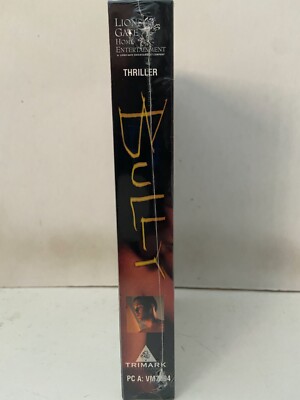 LIONS
GATE
HOME
ENTERTAINMENT
THRILLER
BULLY
TRIMARK